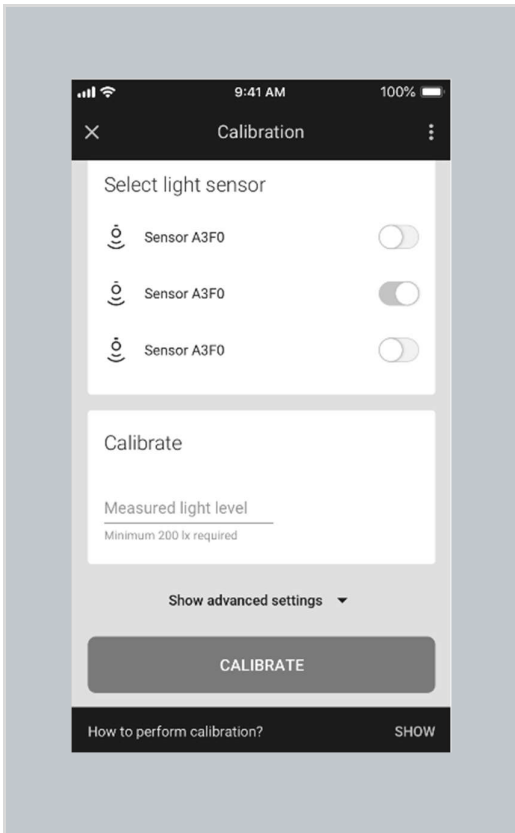 9:41 AM 100%
Calibration
Select light sensor
Sensor A3F0
Sensor A3F0
Sensor A3F0
Calibrate
Measured light level
Minimum 200 lx required
Show advanced settings
CALIBRATE
How to perform calibration? SHOW